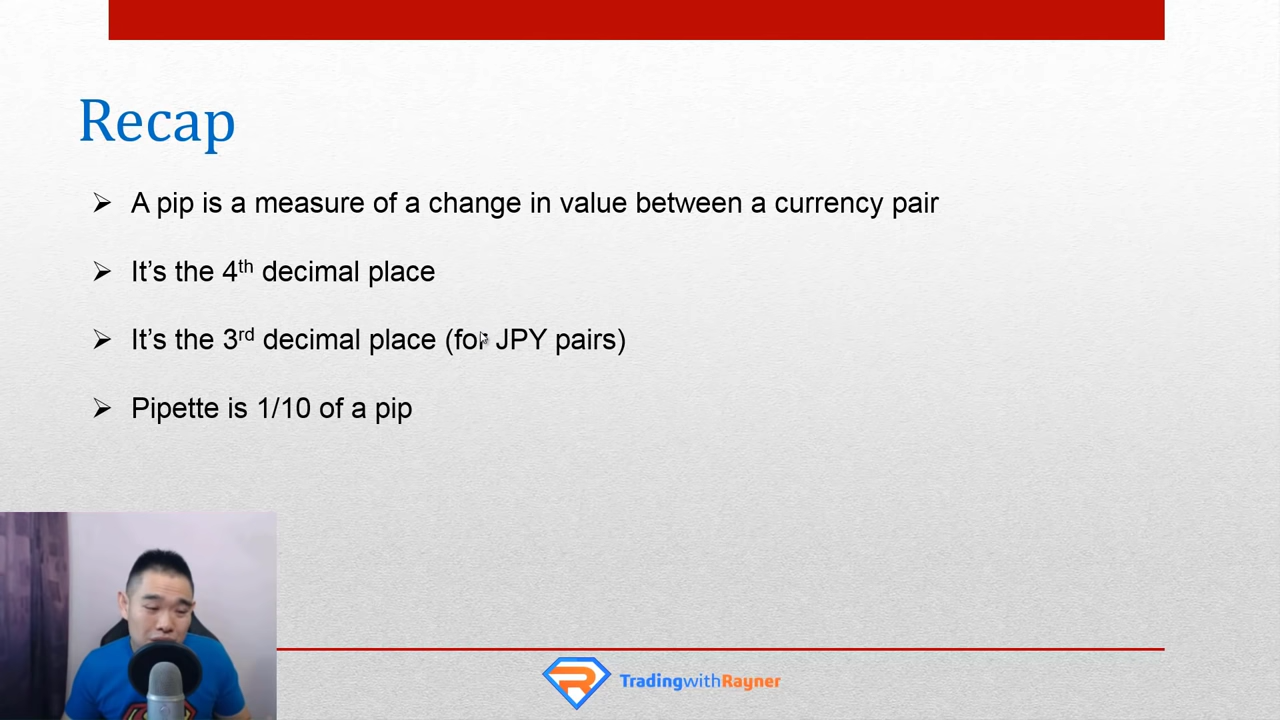 Recap
A pip is a measure of a change in value between a currency pair
It’s the 4th decimal place
It’s the 3rd decimal place (for JPY pairs)
Pipette is 1/10 of a pip
TradingwithRayner